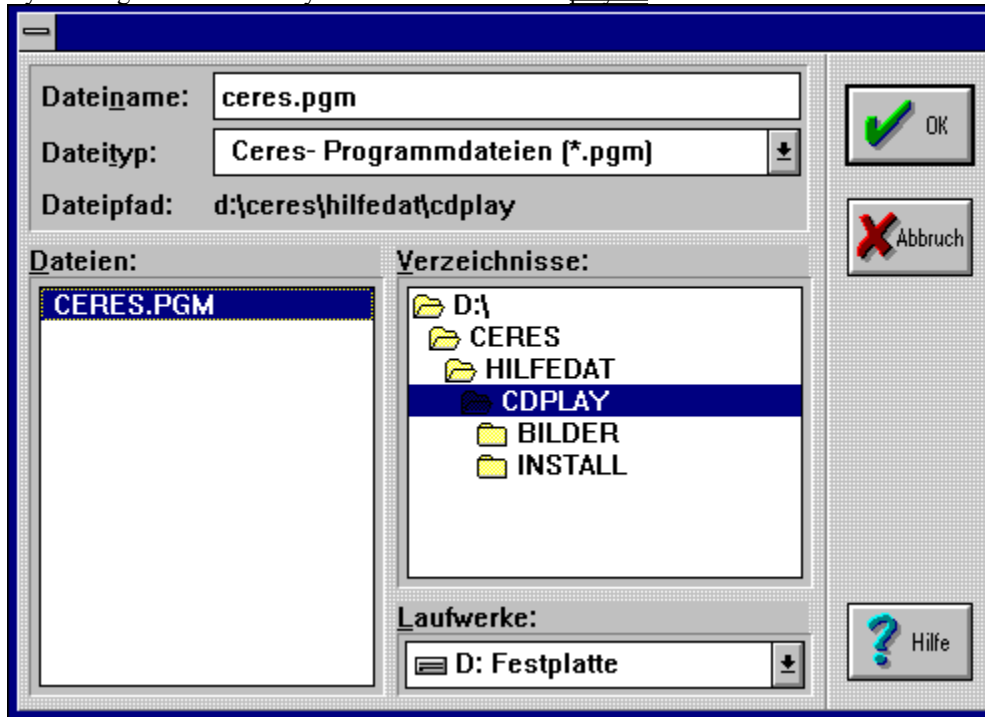 Dateiname: ceres.pgm
OK
Dateityp: Ceres- Programmdateien (*.pgm)
Dateipfad: d:\ceres\hilfedat\cdplay
Abbruch
Dateien:
CERES.PGM
Verzeichnisse:
D:\
CERES
HILFEDAT
CDPLAY
BILDER
INSTALL
Laufwerke:
D: Festplatte
Hilfe